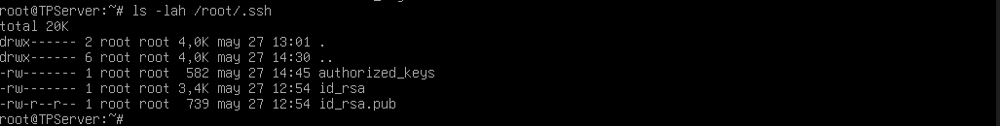 root@TPServer:~# ls -lah /root/.ssh
total 20K
drwx------ 2 root root 4,0K may 27 13:01 .
drwx------ 6 root root 4,0K may 27 14:30 ..
-rw------- 1 root root  582 may 27 14:45 authorized_keys
-rw------- 1 root root 3,4K may 27 12:54 id_rsa
-rw-r--r-- 1 root root  739 may 27 12:54 id_rsa.pub
root@TPServer:~#